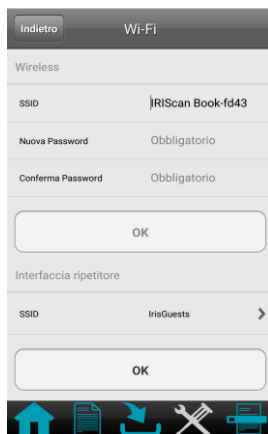 Indietro Wi-Fi
Wireless
SSID IRIScan Book-fd43
Nuova Password Obbligatorio
Conferma Password Obbligatorio
OK
Interfaccia ripetitore
SSID IrisGuests
OK